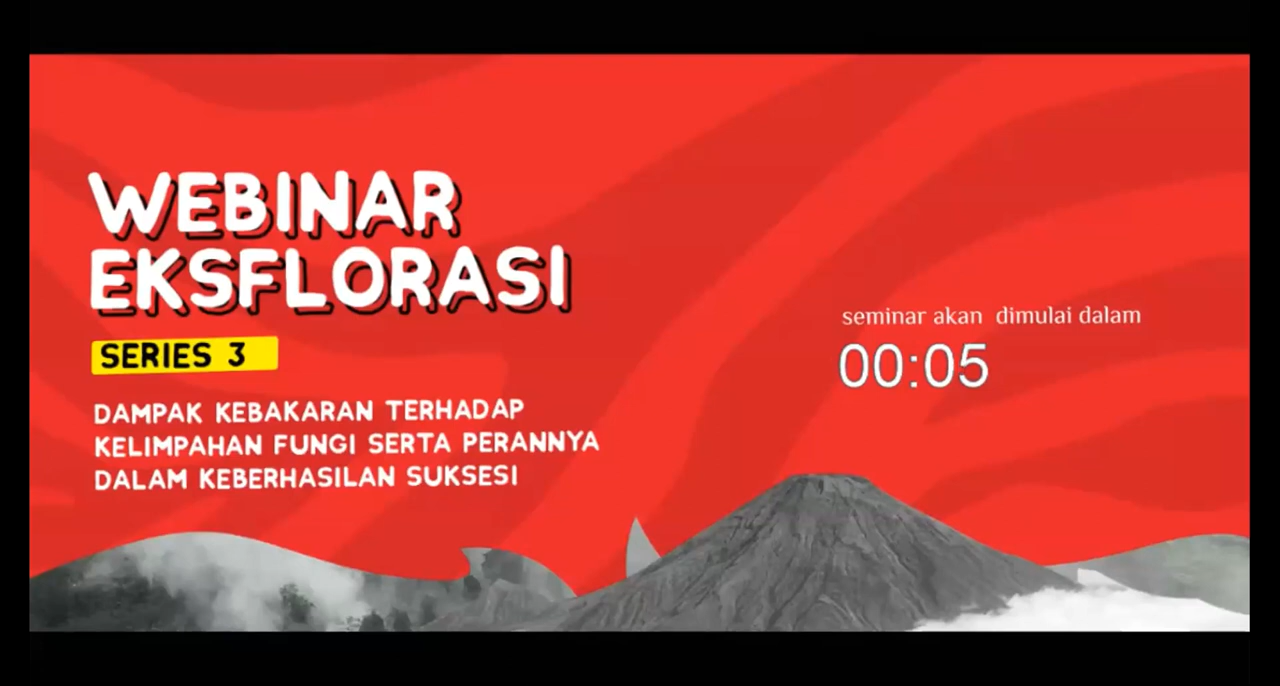 WEBINAR
EKSFLORASI
SERIES 3
DAMPAK KEBAKARAN TERHADAP
KELIMPAHAN FUNGI SERTA PERANNYA
DALAM KEBERHASILAN SUKSESI
seminar akan dimulai dalam
00:05